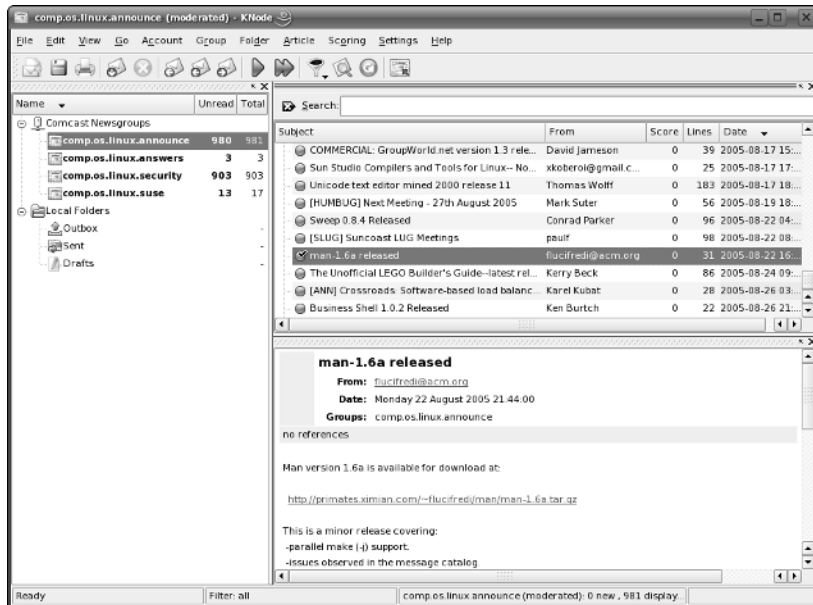 comp.os.linux.announce (moderated) - KNode
File Edit View Go Account Group Folder Article Scoring Settings Help
Name Unread Total
Comcast Newsgroups
comp.os.linux.announce 980 981
comp.os.linux.answers 3 3
comp.os.linux.security 903 903
comp.os.linux.suse 13 17
Local Folders
Outbox -
Sent -
Drafts -
Search:
Subject From Score Lines Date
COMMERCIAL: GroupWorld.net version 1.3 rele... David Jameson 0 39 2005-08-17 15:...
Sun Studio Compilers and Tools for Linux-- No... xkoberoi@gmail.c... 0 25 2005-08-17 17:...
Unicode text editor mined 2000 release 11 Thomas Wolff 0 183 2005-08-17 18...
[HUMBUG] Next Meeting - 27th August 2005 Mark Suter 0 56 2005-08-19 18:...
Sweep 0.8.4 Released Conrad Parker 0 96 2005-08-22 04:...
[SLUG] Suncoast LUG Meetings paulf 0 98 2005-08-22 08:...
man-1.6a released flucifredi@acm.org 0 31 2005-08-22 16:...
The Unofficial LEGO Builder's Guide--latest rel... Kerry Beck 0 86 2005-08-24 09:...
[ANN] Crossroads: Software-based load balanc... Karel Kubat 0 28 2005-08-26 03:...
Business Shell 1.0.2 Released Ken Burtch 0 22 2005-08-26 21:...
man-1.6a released
From: flucifredi@acm.org
Date: Monday 22 August 2005 21:44:00
Groups: comp.os.linux.announce
no references
Man version 1.6a is available for download at:
http://primates.ximian.com/~flucifredi/man/man-1.6a.tar.gz
This is a minor release covering:
-parallel make (-j) support.
-issues observed in the message catalog.
Ready Filter: all comp.os.linux.announce (moderated): 0 new , 981 display...